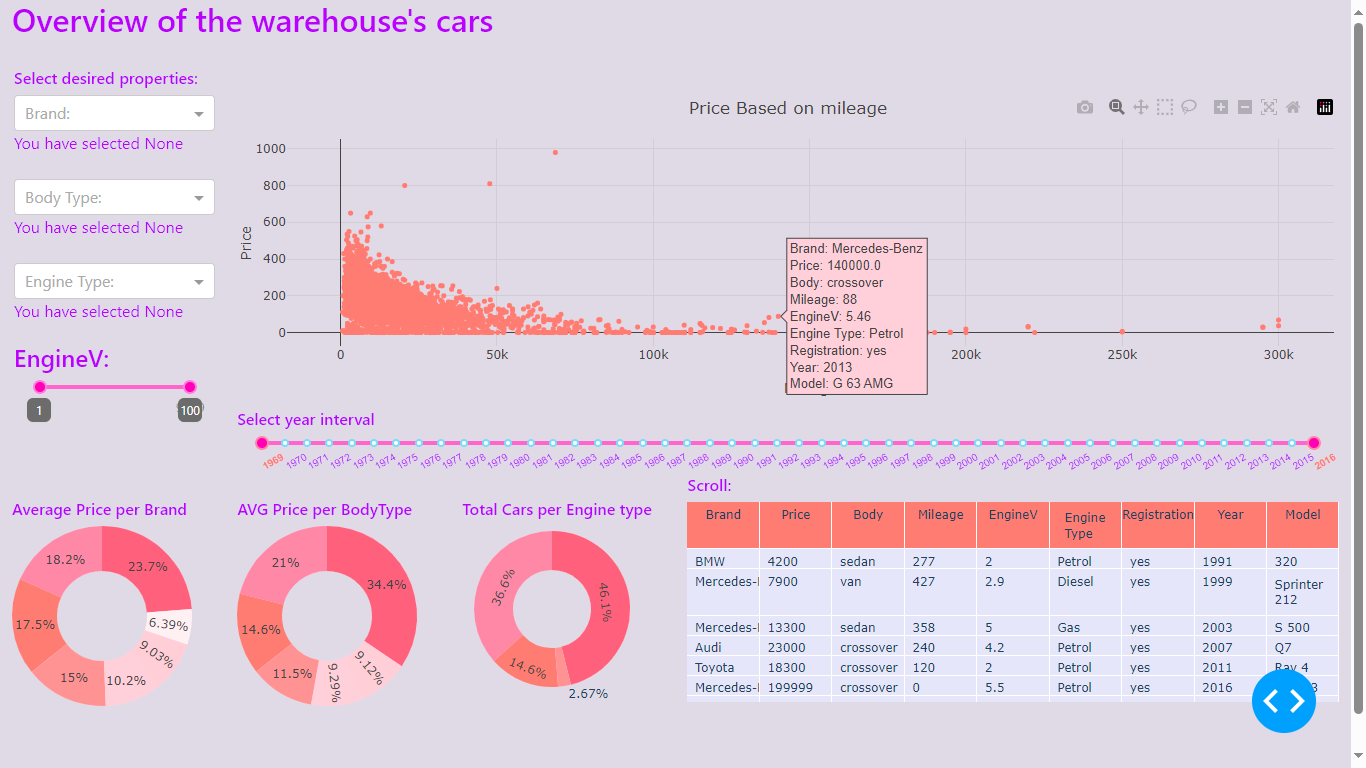 Overview of the warehouse's cars
Select desired properties:
Brand:
You have selected None
Body Type:
You have selected None
Engine Type:
You have selected None
EngineV:
1
100
Price Based on mileage
Price
1000
800
600
400
200
0
0
50k
100k
200k
250k
300k
Brand: Mercedes-Benz
Price: 140000.0
Body: crossover
Mileage: 88
EngineV: 5.46
Engine Type: Petrol
Registration: yes
Year: 2013
Model: G 63 AMG
Select year interval
1969 1970 1971 1972 1973 1974 1975 1976 1977 1978 1979 1980 1981 1982 1983 1984 1985 1986 1989 1990 1991 1992 1993 1994 1995 1996 1997 1998 1999 2000 2001 2002 2003 2004 2005 2006 2007 2008 2009 2010 2011 2012 2013 2014 2015 2016
Average Price per Brand
23.7%
6.39%
9.03%
10.2%
15%
17.5%
18.2%
AVG Price per BodyType
34.4%
9.12%
9.29%
11.5%
14.6%
21%
Total Cars per Engine type
46.1%
2.67%
14.6%
36.6%
Scroll:
Brand Price Body Mileage EngineV Engine Type Registration Year Model
BMW 4200 sedan 277 2 Petrol yes 1991 320
Mercedes- 7900 van 427 2.9 Diesel yes 1999 Sprinter 212
Mercedes- 13300 sedan 358 5 Gas yes 2003 S 500
Audi 23000 crossover 240 4.2 Petrol yes 2007 Q7
Toyota 18300 crossover 120 2 Petrol yes 2011 Rav 4
Mercedes- 199999 crossover 0 5.5 Petrol yes 2016